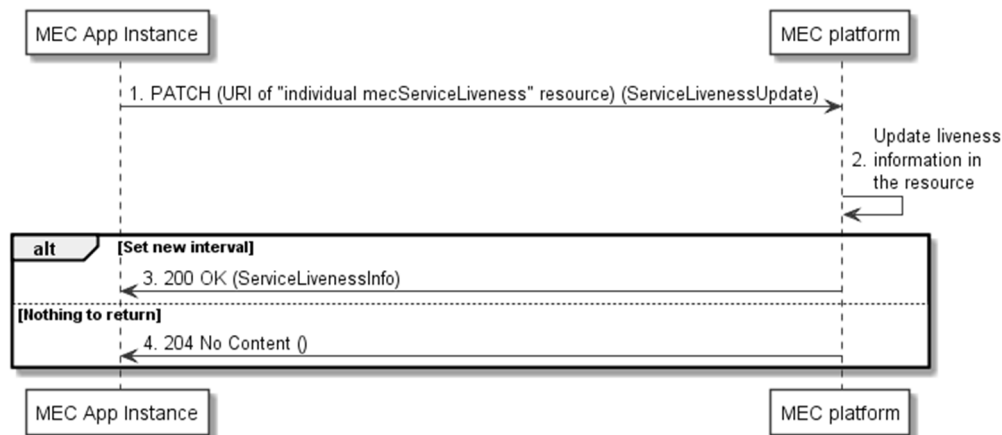 MEC App Instance
MEC platform
1. PATCH (URI of "individual mecServiceLiveness" resource) (ServiceLivenessUpdate)
Update liveness
2. information in
the resource
alt [Set new interval]
3. 200 OK (ServiceLivenessInfo)
[Nothing to return]
4. 204 No Content ()
MEC App Instance
MEC platform